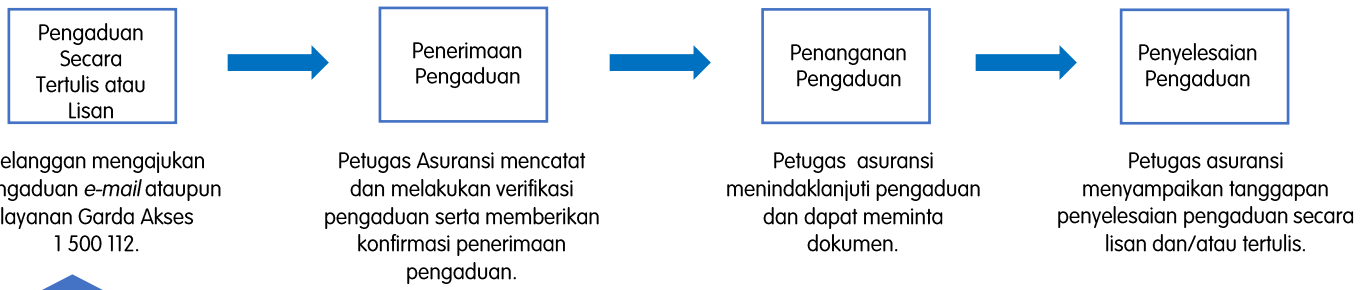 Pengaduan
Secara
Tertulis atau
Lisan
Penerimaan
Pengaduan
Penanganan
Pengaduan
Penyelesaian
Pengaduan
elanggan mengajukan
ngaduan e-mail ataupun
layanan Garda Akses
1 500 112.
Petugas Asuransi mencatat
dan melakukan verifikasi
pengaduan serta memberikan
konfirmasi penerimaan
pengaduan.
Petugas asuransi
menindaklanjuti pengaduan
dan dapat meminta
dokumen.
Petugas asuransi
menyampaikan tanggapan
penyelesaian pengaduan secara
lisan dan/atau tertulis.